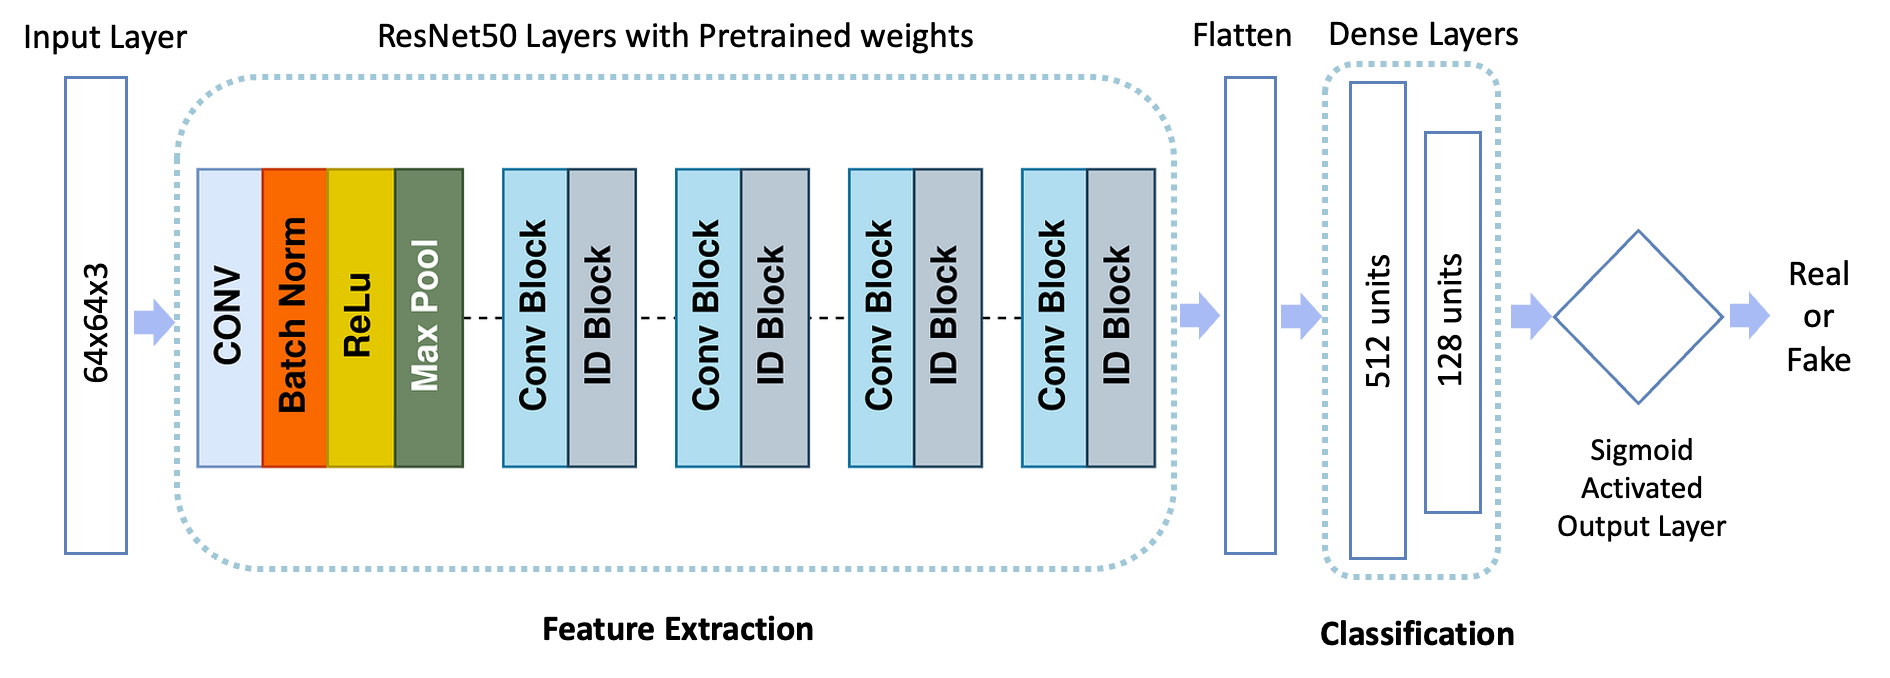 Input Layer
ResNet50 Layers with Pretrained weights
Flatten
Dense Layers
64x64x3
CONV
Batch Norm
ReLu
Max Pool
Conv Block
ID Block
Conv Block
ID Block
Conv Block
ID Block
Conv Block
ID Block
512 units
128 units
Sigmoid
Activated
Output Layer
Real
or
Fake
Feature Extraction
Classification